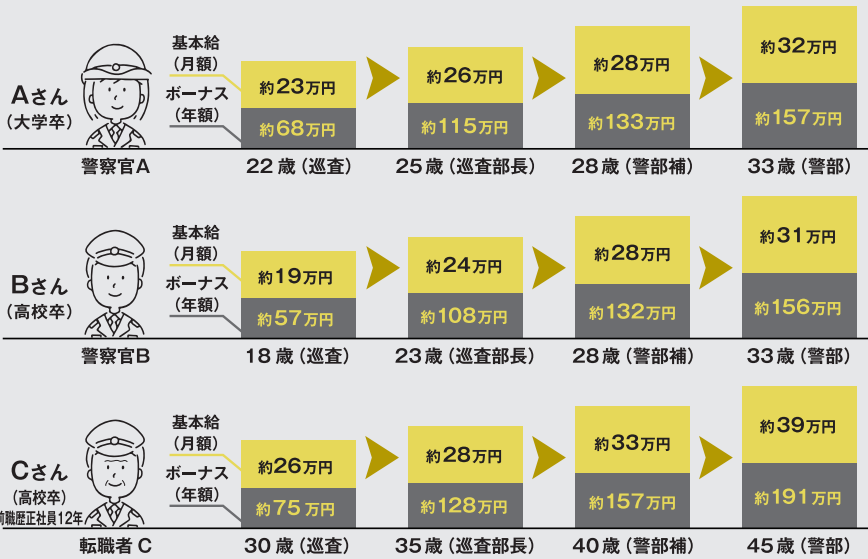 Aさん
(大学卒)
警察官A
基本給
(月額)
ボーナス
(年額)
約23万円
約68万円
22歳(巡査)
約26万円
約115万円
25歳(巡査部長)
約28万円
約133万円
28歳(警部補)
約32万円
約157万円
33歳(警部)
Bさん
(高校卒)
警察官B
基本給
(月額)
ボーナス
(年額)
約19万円
約57万円
18歳(巡査)
約24万円
約108万円
23歳(巡査部長)
約28万円
約132万円
28歳(警部補)
約31万円
約156万円
33歳(警部)
Cさん
(高校卒)
前職歴正社員12年
転職者 C
基本給
(月額)
ボーナス
(年額)
約26万円
約75万円
30歳(巡査)
約28万円
約128万円
35歳(巡査部長)
約33万円
約157万円
40歳(警部補)
約39万円
約191万円
45歳(警部)